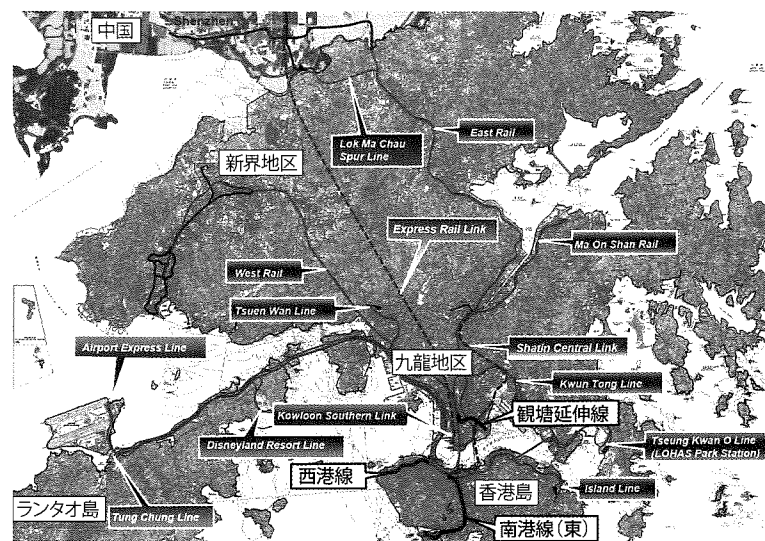 中国
Shenzhen
East Rail
Lok Ma Chau
Spur Line
新界地区
Express Rail Link
Ma On Shan Rail
West Rail
Tsuen Wan Line
Airport Express Line
九龍地区
Shatin Central Link
Kwun Tong Line
Kowloon Southern Link
観塘延伸線
Disneyland Resort Line
Tseung Kwan O Line
(LOHAS Park Station)
西港線
香港島
Island Line
ランタオ島
Tung Chung Line
南港線(東)